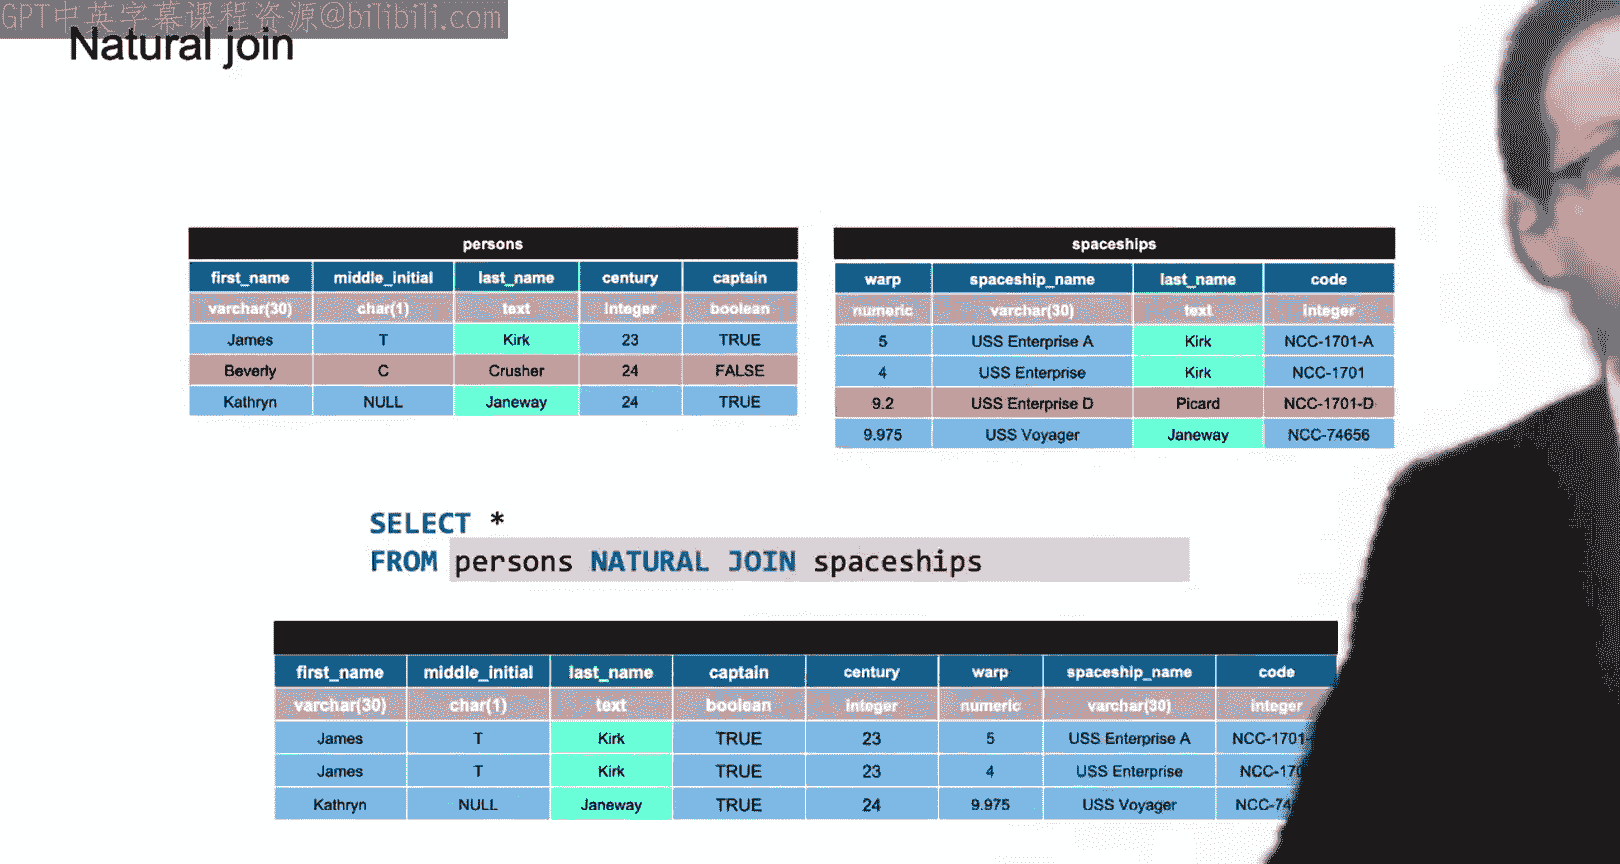 GPT中英字幕课程资源@bilibili.com
Natural join
persons
first_name middle_initial last_name century captain
varchar(30) char(1) text integer boolean
James T Kirk 23 TRUE
Beverly C Crusher 24 FALSE
Kathryn NULL Janeway 24 TRUE
spaceships
warp spaceship_name last_name code
numeric varchar(30) text integer
5 USS Enterprise A Kirk NCC-1701-A
4 USS Enterprise Kirk NCC-1701
9.2 USS Enterprise D Picard NCC-1701-D
9.975 USS Voyager Janeway NCC-74656
SELECT *
FROM persons NATURAL JOIN spaceships
first_name middle_initial last_name captain century warp spaceship_name code
varchar(30) char(1) text boolean integer numeric varchar(30) integer
James T Kirk TRUE 23 5 USS Enterprise A
James T Kirk TRUE 23 4 USS Enterprise
Kathryn NULL Janeway TRUE 24 9.975 USS Voyager